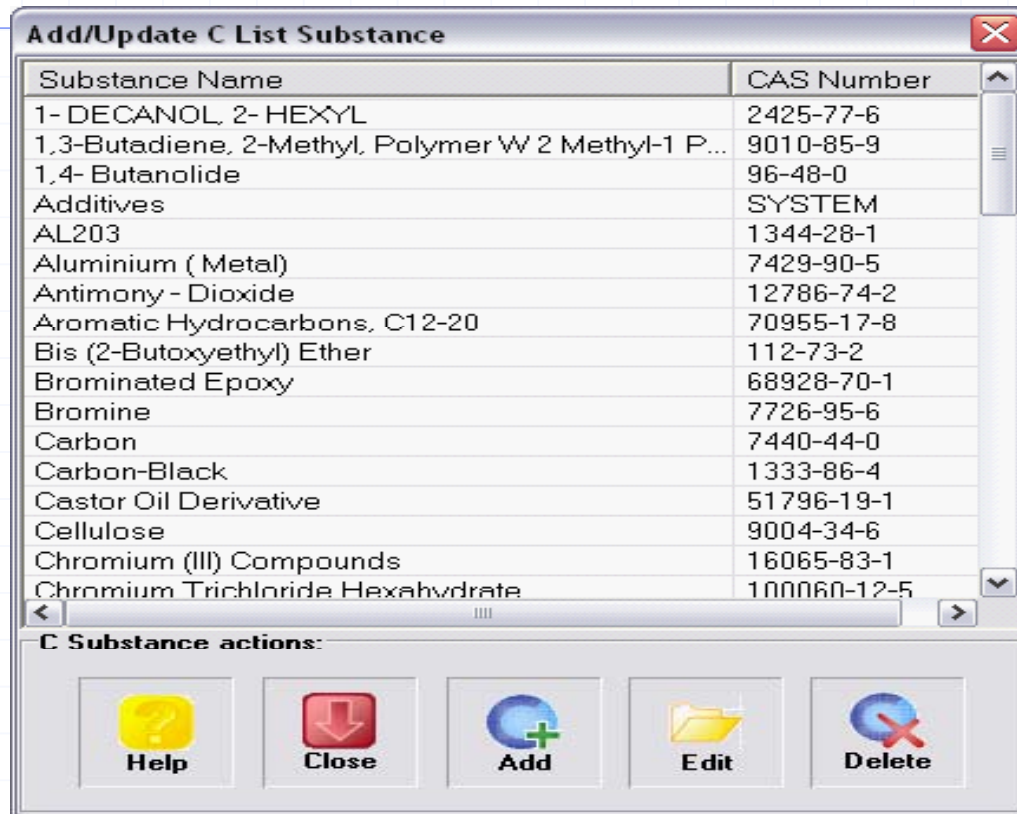 Add/Update C List Substance
Substance Name CAS Number
1- DECANOL, 2- HEXYL 2425-77-6
1,3-Butadiene, 2-Methyl, Polymer W 2 Methyl-1 P... 9010-85-9
1,4- Butanolide 96-48-0
Additives SYSTEM
AL203 1344-28-1
Aluminium ( Metal) 7429-90-5
Antimony - Dioxide 12786-74-2
Aromatic Hydrocarbons, C12-20 70955-17-8
Bis (2-Butoxyethyl) Ether 112-73-2
Brominated Epoxy 68928-70-1
Bromine 7726-95-6
Carbon 7440-44-0
Carbon-Black 1333-86-4
Castor Oil Derivative 51796-19-1
Cellulose 9004-34-6
Chromium (III) Compounds 16065-83-1
Chromium Trichloride Hexahydrate 100060-12-5
C Substance actions:
Help Close Add Edit Delete